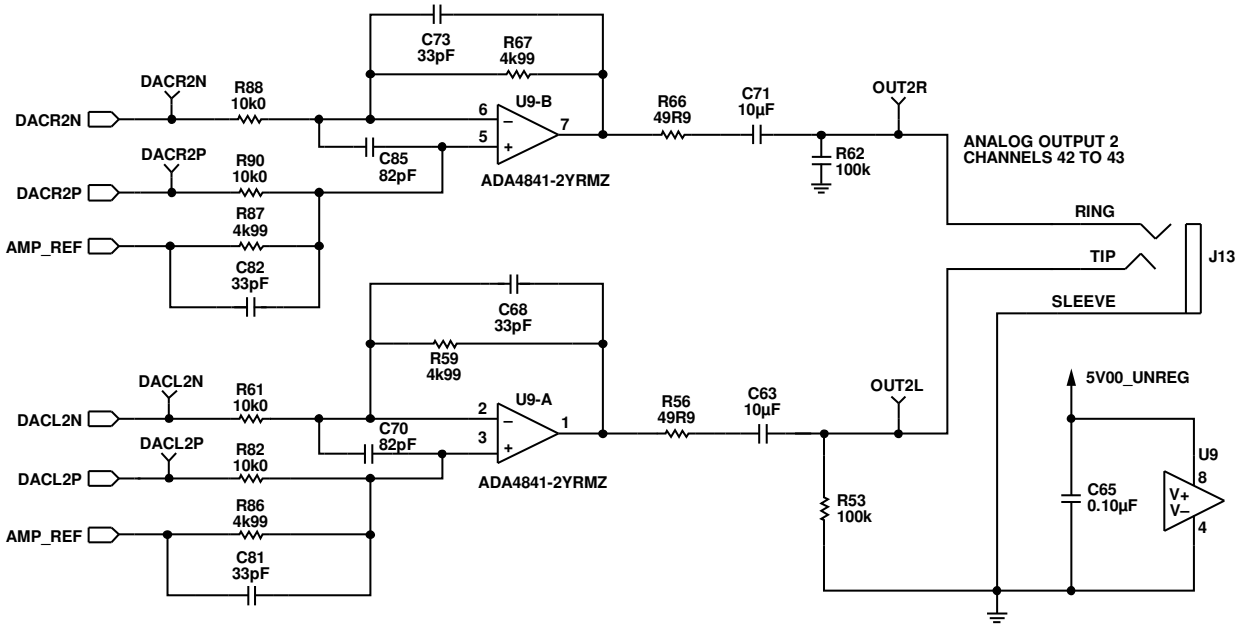 C73
33pF
R67
4k99
DACR2N
R88
10k0
DACR2N
U9-B
6
–
5
+
7
C85
82pF
ADA4841-2YRMZ
R66
49R9
C71
10µF
OUT2R
R62
100k
ANALOG OUTPUT 2
CHANNELS 42 TO 43
DACR2P
R90
10k0
DACR2P
R87
4k99
AMP_REF
C82
33pF
RING
TIP
SLEEVE
J13
C68
33pF
R59
4k99
DACL2N
R61
10k0
DACL2N
U9-A
2
–
3
+
1
C70
82pF
ADA4841-2YRMZ
R56
49R9
C63
10µF
OUT2L
R53
100k
DACL2P
R82
10k0
DACL2P
R86
4k99
AMP_REF
C81
33pF
5V00_UNREG
C65
0.10µF
U9
8
V+
V–
4